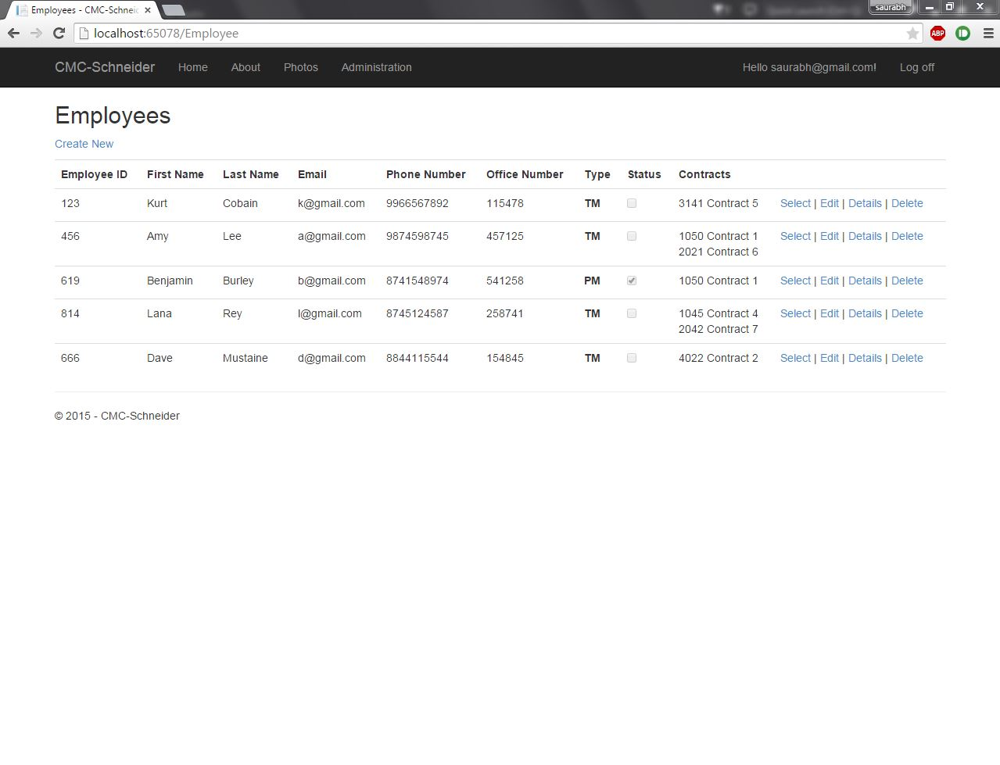 Employees - CMC-Schneid
saurabh
localhost:65078/Employee
ABP
CMC-Schneider Home About Photos Administration Hello saurabh@gmail.com! Log off
Employees
Create New
Employee ID First Name Last Name Email Phone Number Office Number Type Status Contracts
123 Kurt Cobain k@gmail.com 9966567892 115478 TM 3141 Contract 5 Select | Edit | Details | Delete
456 Amy Lee a@gmail.com 9874598745 457125 TM 1050 Contract 1 Select | Edit | Details | Delete
2021 Contract 6
619 Benjamin Burley b@gmail.com 8741548974 541258 PM 1050 Contract 1 Select | Edit | Details | Delete
814 Lana Rey l@gmail.com 8745124587 258741 TM 1045 Contract 4 Select | Edit | Details | Delete
2042 Contract 7
666 Dave Mustaine d@gmail.com 8844115544 154845 TM 4022 Contract 2 Select | Edit | Details | Delete
© 2015 - CMC-Schneider